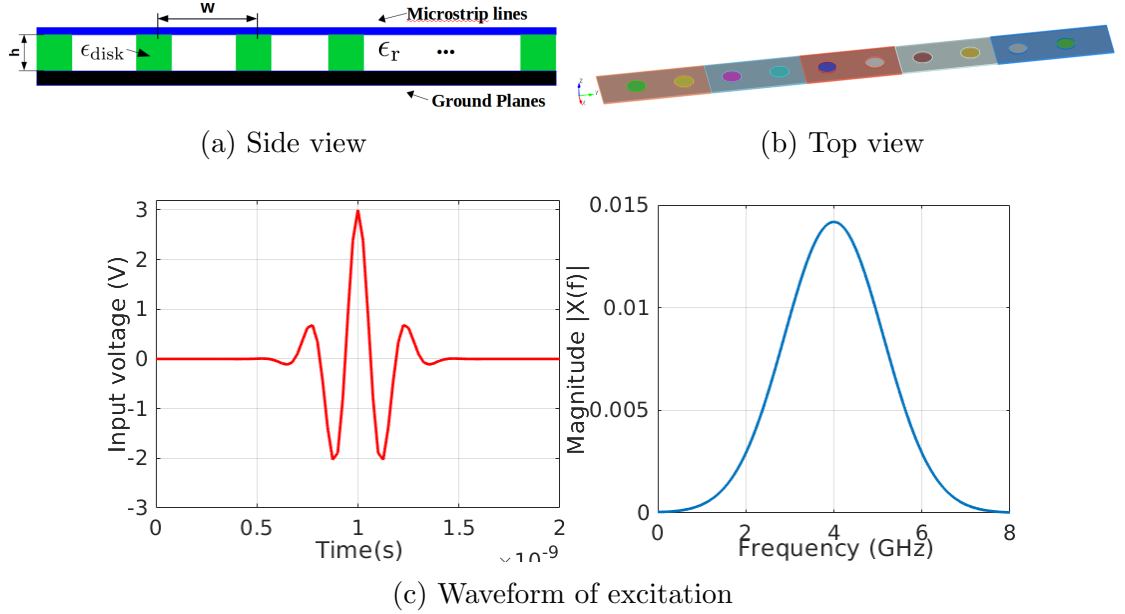 w
Microstrip lines
h
ϵdisk
ϵr
...
Ground Planes
(a) Side view
(b) Top view
3
2
1
0
-1
-2
-3
Input voltage (V)
0
0.5
1
1.5
2
Time(s)
×10-9
0.015
0.01
0.005
0
Magnitude |X(f)|
0
2
4
6
8
Frequency (GHz)
(c) Waveform of excitation